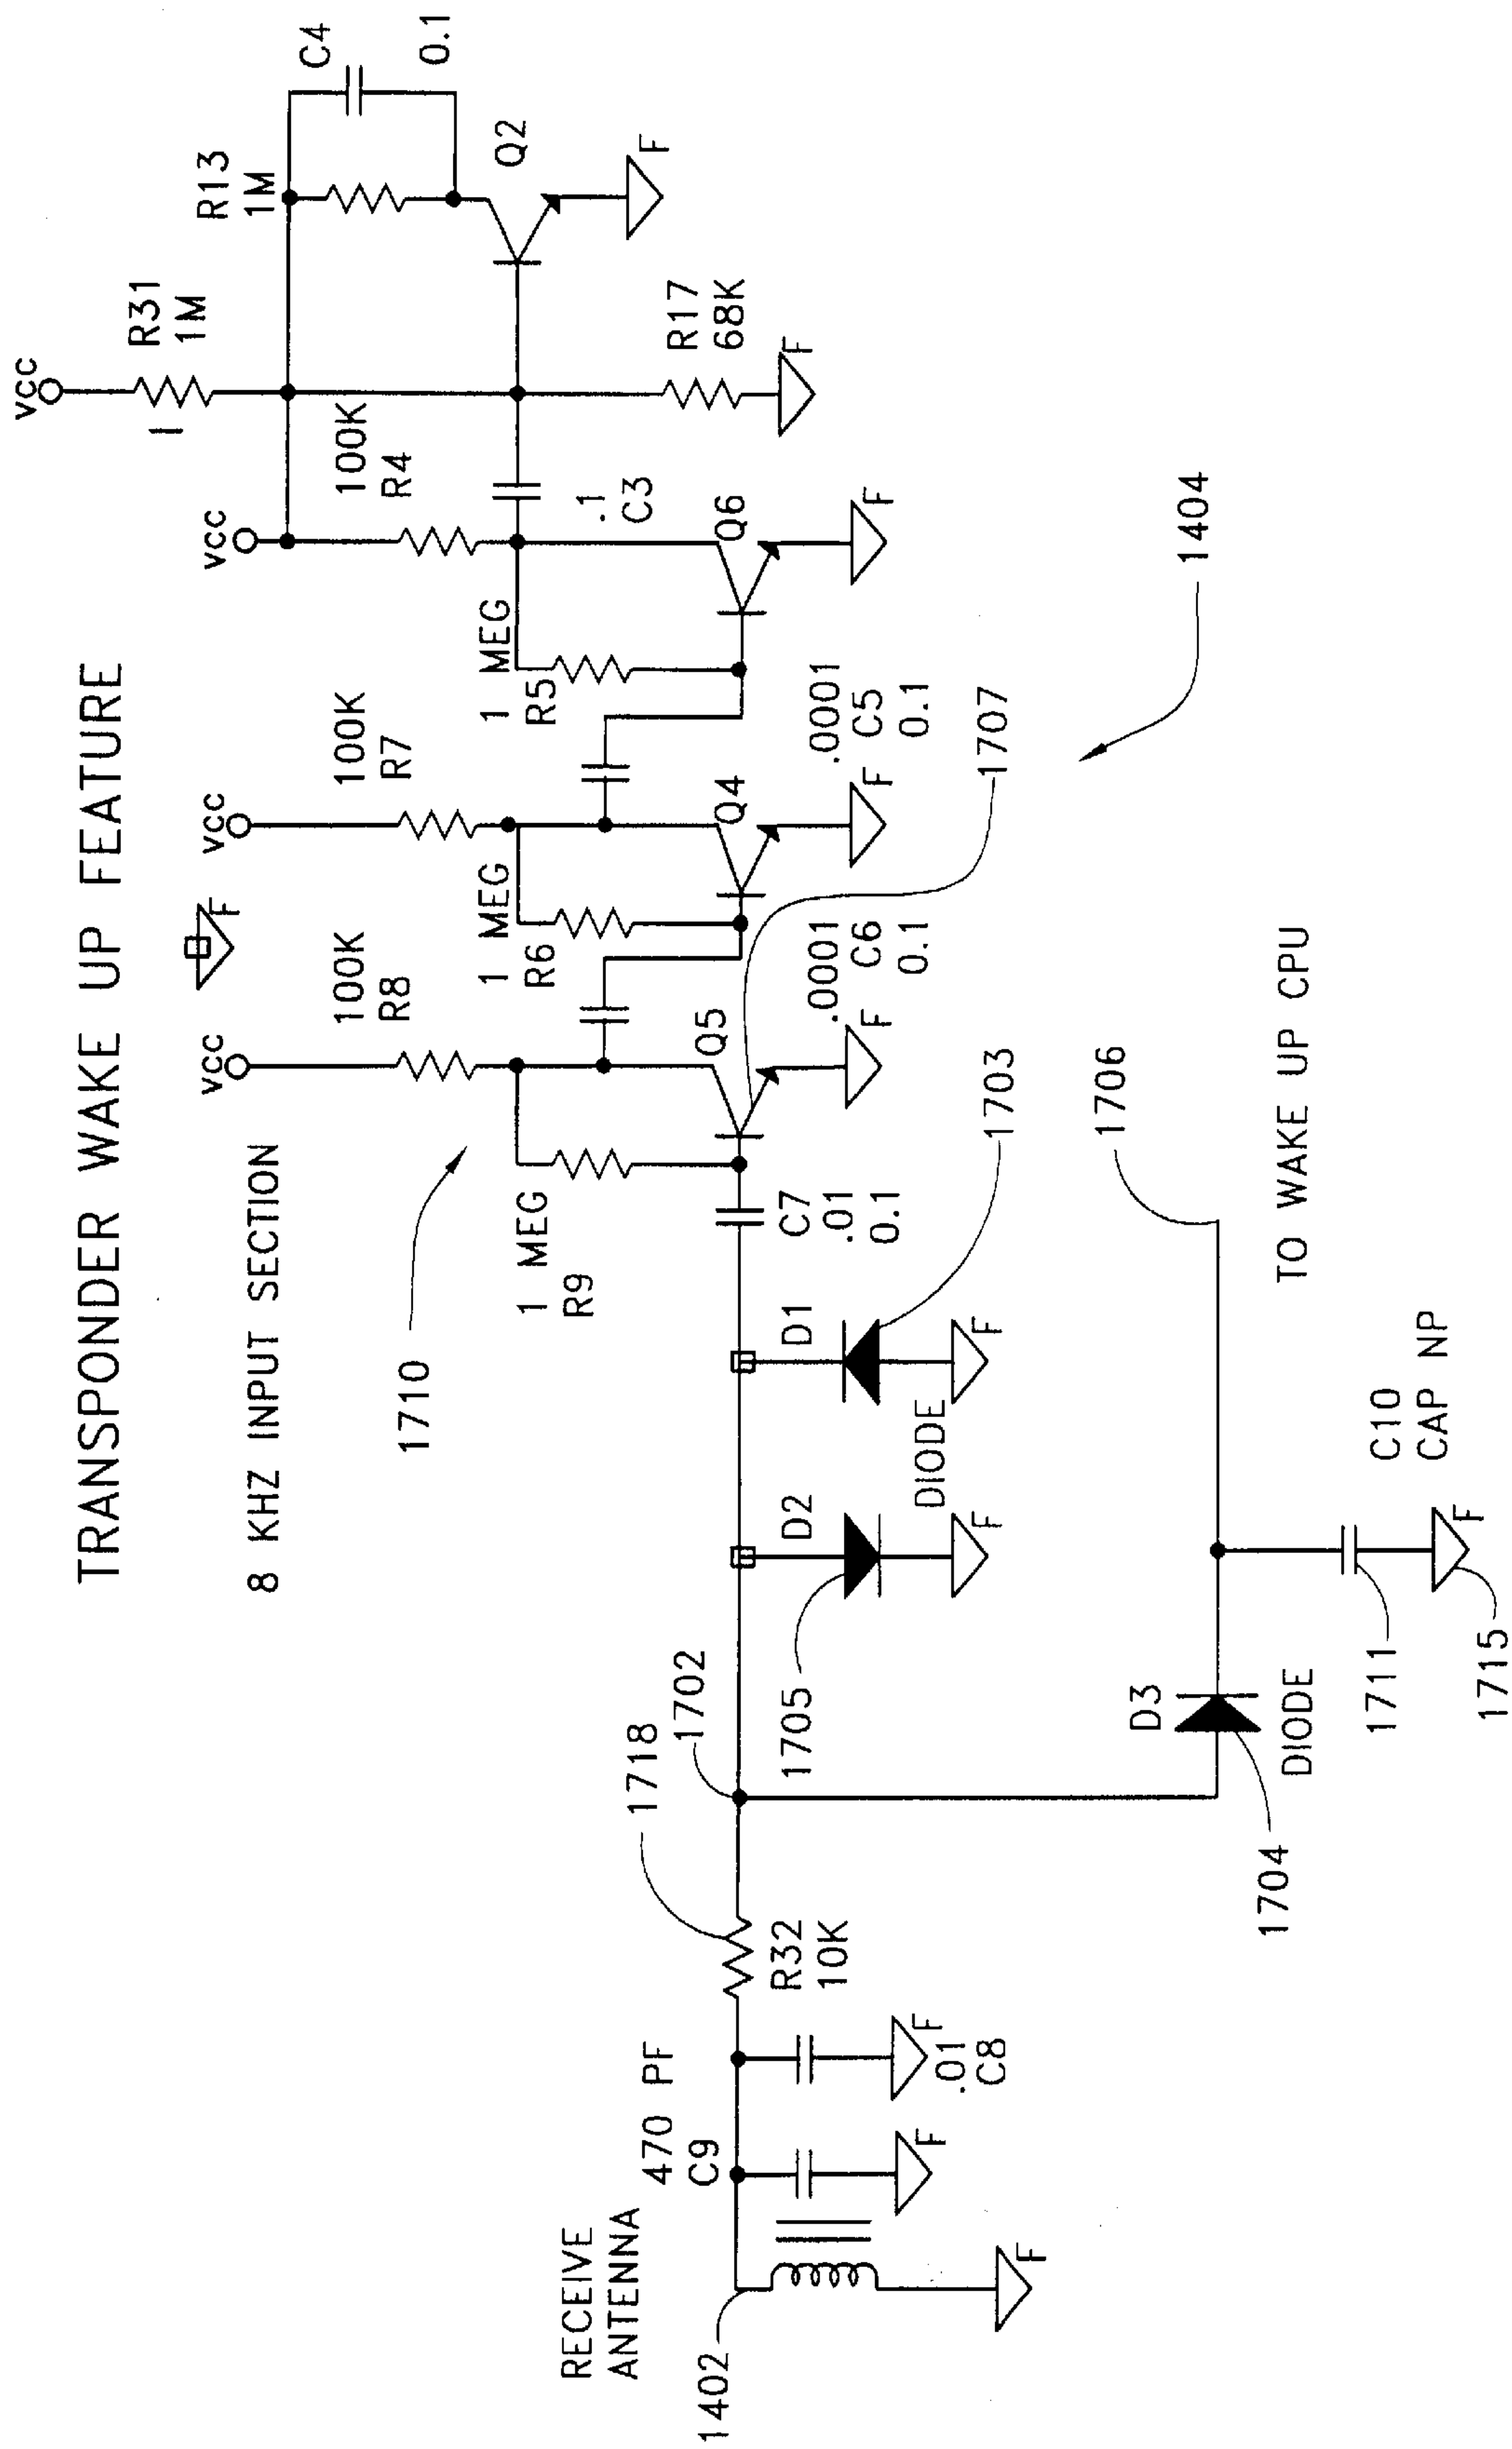 TRANSPONDER WAKE UP FEATURE
8 KHZ INPUT SECTION
F
VCC
R31
1M
1
R13
1M
C4
0.1
Q2
F
R17
68K
F
VCC
100K
R4
.1
C3
Q6
F
1 MEG
R5
VCC
100K
R7
.0001
C5
0.1
Q4
F
1 MEG
R6
VCC
100K
R8
.0001
C6
0.1
Q5
F
1 MEG
R9
1710
C7
.01
0.1
1707
1404
1703
D1
F
DIODE
D2
F
1705
1702
1718
R32
10K
470 PF
C9
F
F
.01
C8
RECEIVE
ANTENNA
1402
F
D3
DIODE
1704
1706
TO WAKE UP CPU
C10
CAP NP
1711
F
1715